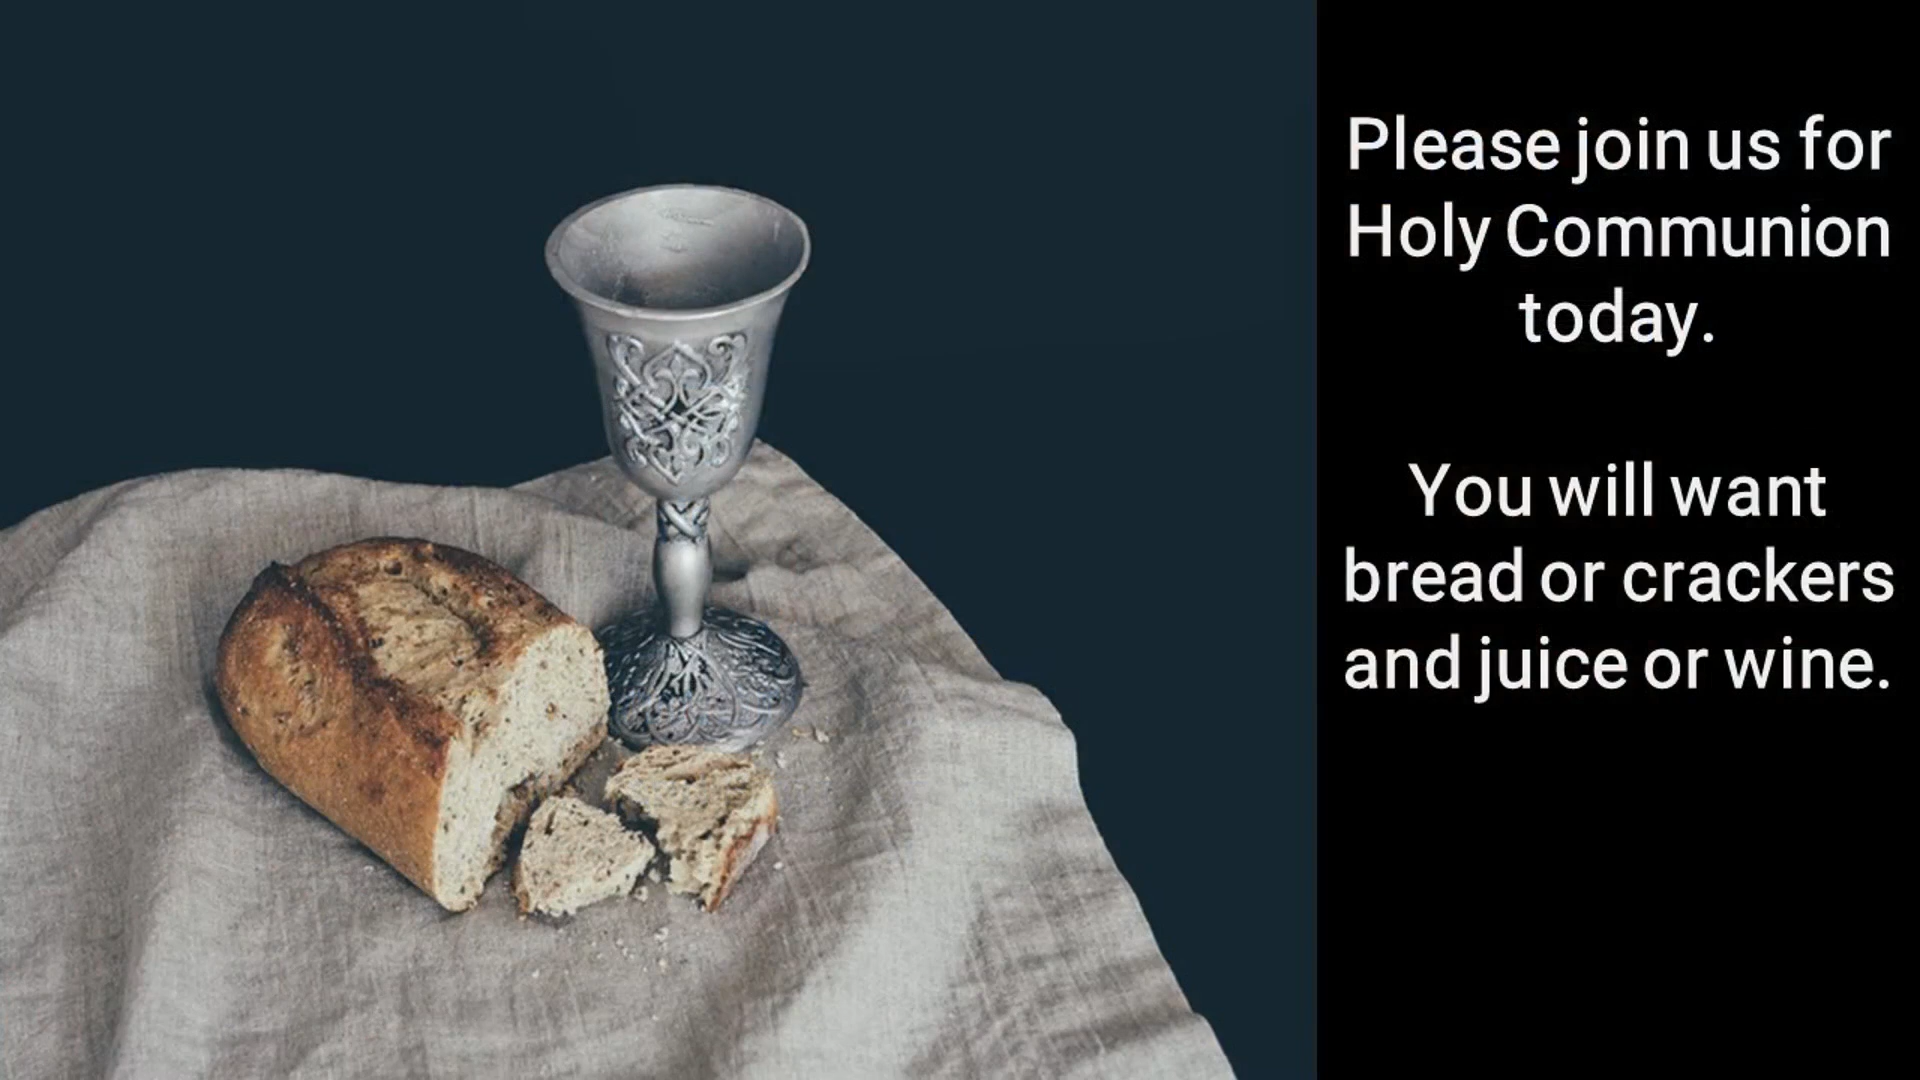 Please join us for
Holy Communion
today.
You will want
bread or crackers
and juice or wine.